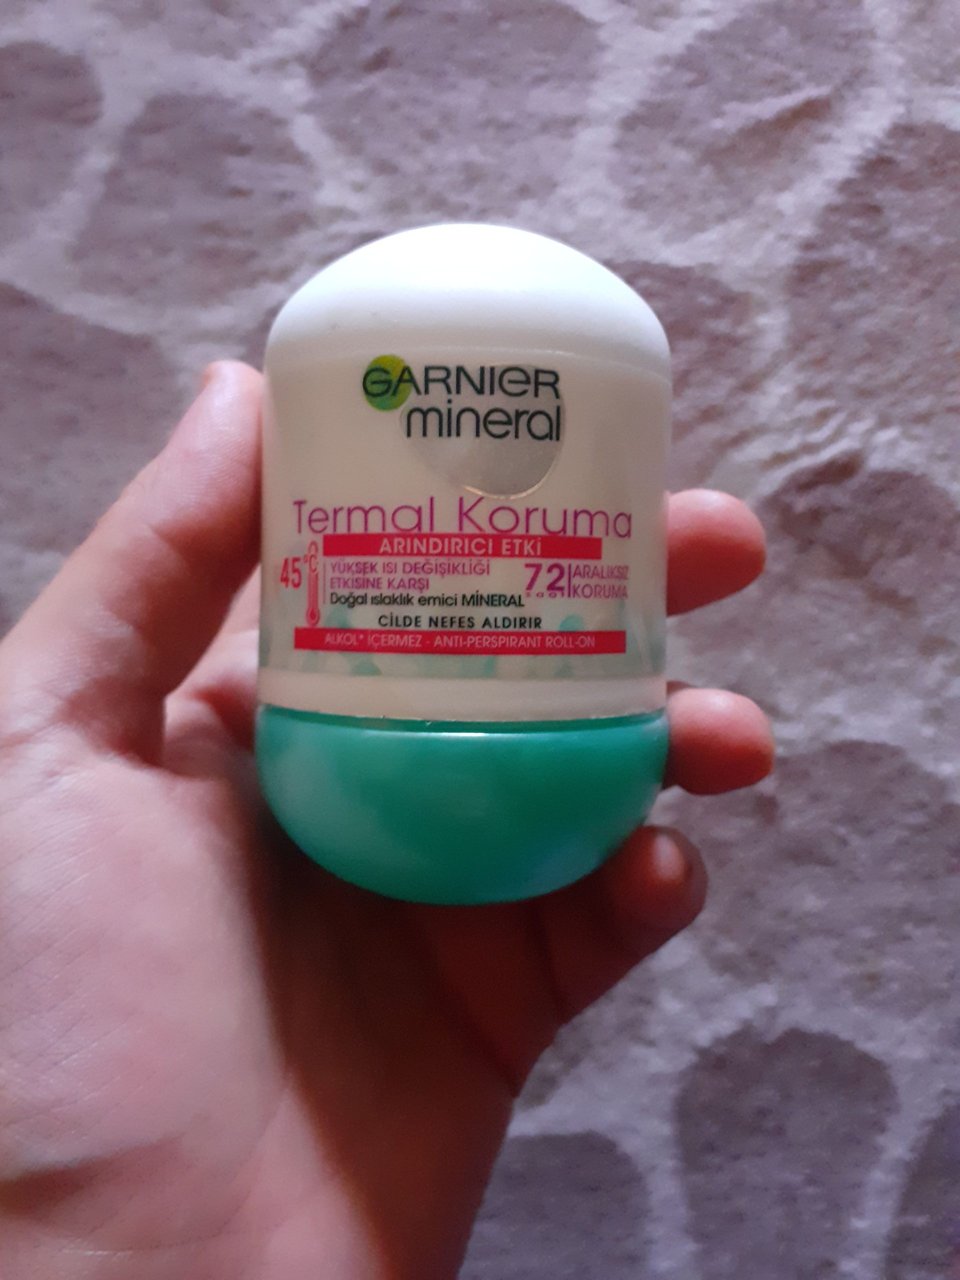 GARNIER
mineral
Termal Koruma
ARINDIRICI ETKİ
45°C
YÜKSEK ISI DEĞİŞİKLİĞİ
ETKİSİNE KARŞI
Doğal ıslaklık emici MİNERAL
72 saat
ARALIKSIZ
KORUMA
CİLDE NEFES ALDIRIR
ALKOL* İÇERMEZ - ANTI-PERSPIRANT ROLL-ON